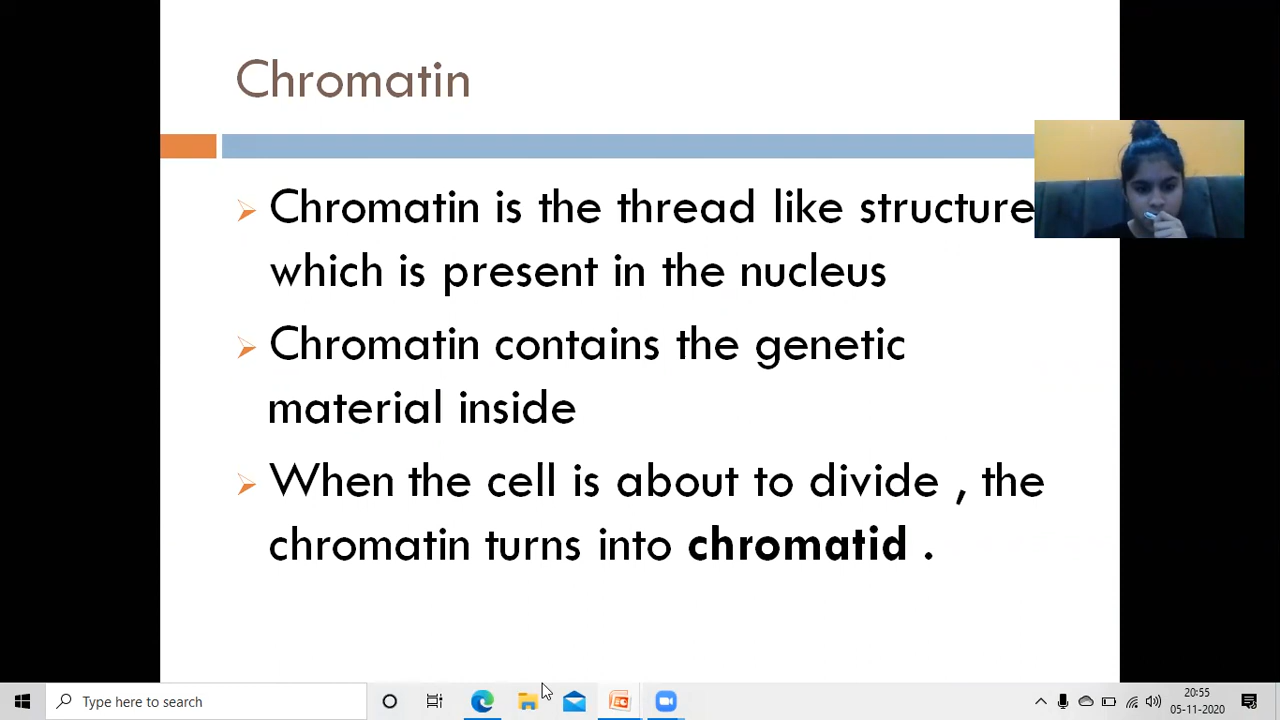 Chromatin
Chromatin is the thread like structure
which is present in the nucleus
Chromatin contains the genetic
material inside
When the cell is about to divide , the
chromatin turns into chromatid .
Type here to search
20:55
05-11-2020